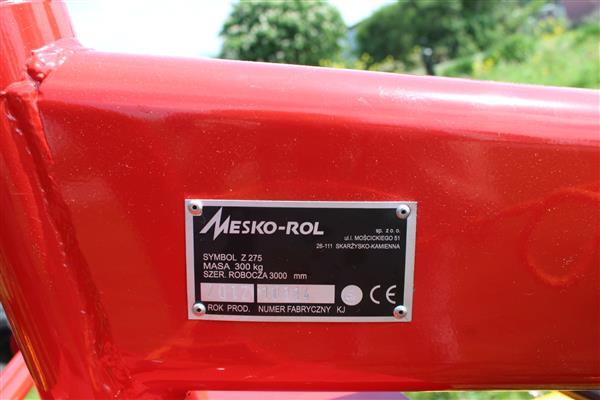 MESKO-ROL
sp. z o.o.
ul.I. MOŚCICKIEGO 51
26-111 SKARŻYSKO-KAMIENNA
SYMBOL Z 275
MASA 300 kg
SZER. ROBOCZA 3000 mm
2017
CE
ROK PROD. NUMER FABRYCZNY KJ